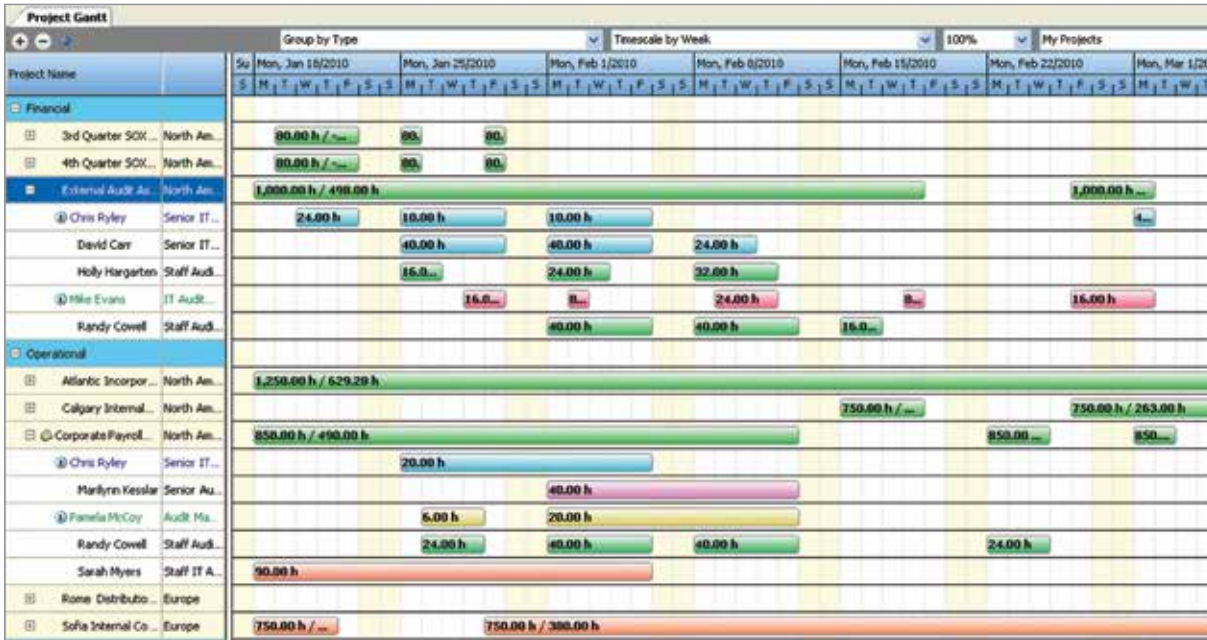 Project Gantt
Group by Type Timescale by Week 100% My Projects
Project Name Su Mon, Jan 18/2010 Mon, Jan 25/2010 Mon, Feb 1/2010 Mon, Feb 8/2010 Mon, Feb 15/2010 Mon, Feb 22/2010 Mon, Mar 1/20
S M T W T F S S M T W T F S S M T W T F S S M T W T F S S M T W T F S S M T W T F S S M T W T
Financial
3rd Quarter SOX... North Am... 80.00 h / -... 80. 80.
4th Quarter SOX... North Am... 80.00 h / -... 80. 80.
External Audit As... North Am... 1,000.00 h / 498.00 h 1,000.00 h ...
Chris Ryley Senior IT... 24.00 h 10.00 h 10.00 h 4...
David Carr Senior IT... 40.00 h 40.00 h 24.00 h
Holly Hargarten Staff Audi... 16.0... 24.00 h 32.00 h
Mike Evans IT Audit... 16.0... 8... 24.00 h 8... 16.00 h
Randy Cowell Staff Audi... 40.00 h 40.00 h 16.0...
Operational
Atlantic Incorpor... North Am... 1,250.00 h / 629.20 h
Calgary Internal... North Am... 750.00 h / ... 750.00 h / 263.00 h
Corporate Payroll... North Am... 850.00 h / 490.00 h 850.00 ... 850....
Chris Ryley Senior IT... 20.00 h
Marilynn Kesslar Senior Au... 40.00 h
Pamela McCoy Audit Ma... 6.00 h 20.00 h
Randy Cowell Staff Audi... 24.00 h 40.00 h 40.00 h 24.00 h
Sarah Myers Staff IT A... 90.00 h
Rome Distributio... Europe
Sofia Internal Co... Europe 750.00 h / ... 750.00 h / 380.00 h